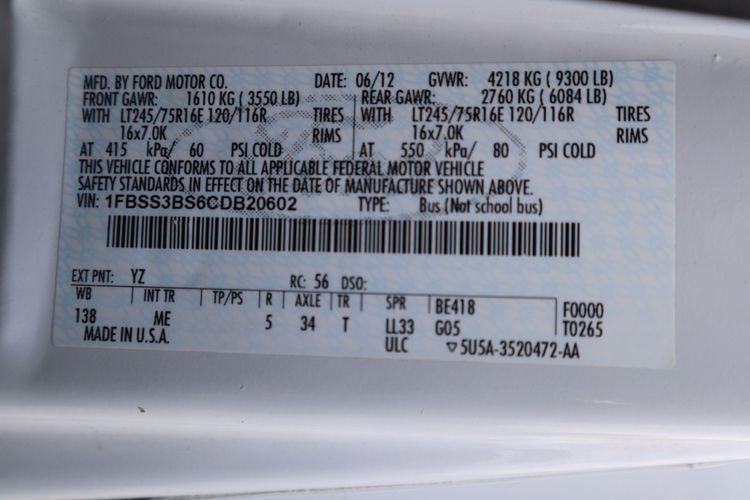 MFD. BY FORD MOTOR CO. DATE: 06/12 GVWR: 4218 KG ( 9300 LB)
FRONT GAWR: 1610 KG ( 3550 LB) REAR GAWR: 2760 KG ( 6084 LB)
WITH LT245/75R16E 120/116R TIRES WITH LT245/75R16E 120/116R TIRES
16x7.0K RIMS 16x7.0K RIMS
AT 415 kPa/ 60 PSI COLD AT 550 kPa/ 80 PSI COLD
THIS VEHICLE CONFORMS TO ALL APPLICABLE FEDERAL MOTOR VEHICLE
SAFETY STANDARDS IN EFFECT ON THE DATE OF MANUFACTURE SHOWN ABOVE.
VIN: 1FBSS3BS6CDB20602 TYPE: Bus (Not school bus)
EXT PNT: YZ RC: 56 DSO:
WB INT TR TP/PS R AXLE TR SPR BE418 F0000
138 ME 5 34 T LL33 G05 T0265
MADE IN U.S.A. ULC ▽5U5A-3520472-AA